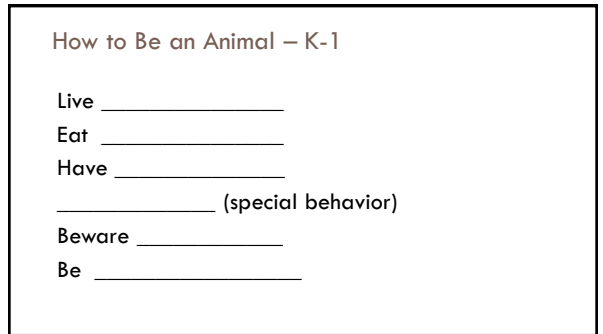 How to Be an Animal – K-1
Live _______________
Eat _______________
Have ______________
_____________ (special behavior)
Beware ____________
Be _________________